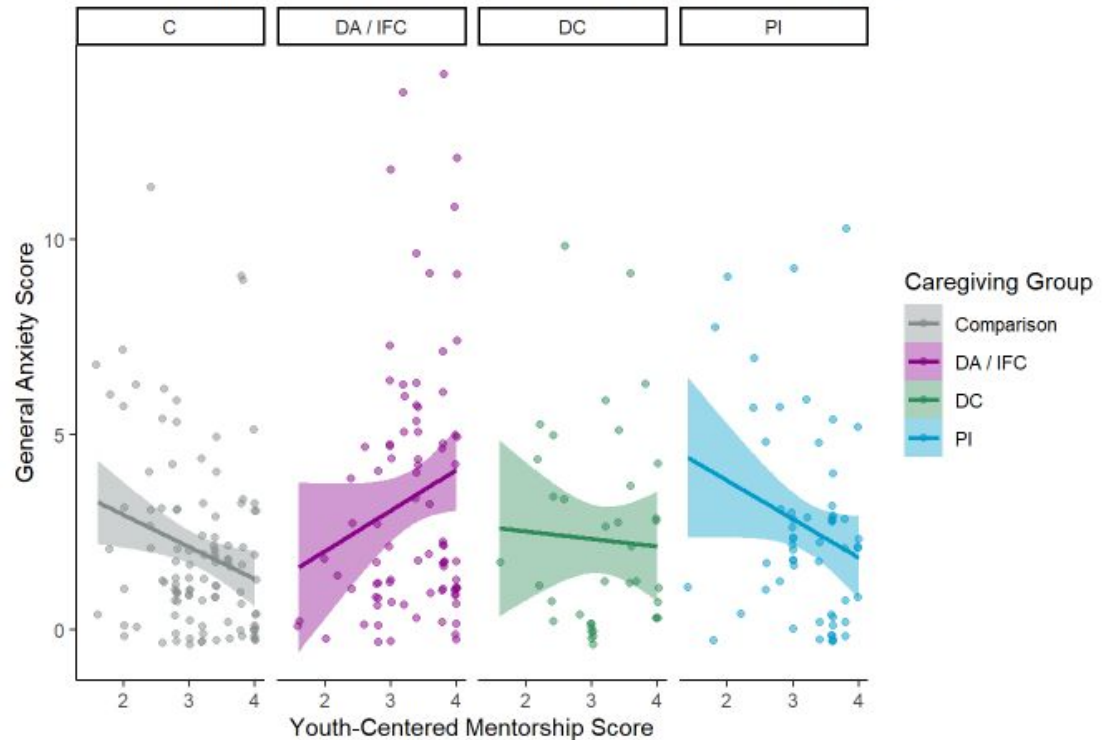 C
DA / IFC
DC
PI
General Anxiety Score
10
5
0
2 3 4
2 3 4
2 3 4
2 3 4
Youth-Centered Mentorship Score
Caregiving Group
Comparison
DA / IFC
DC
PI